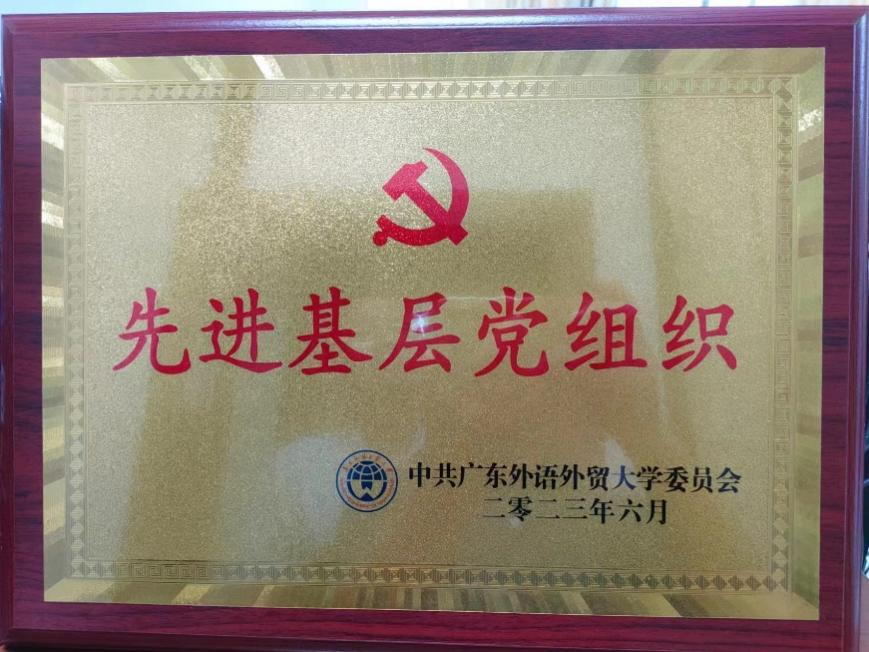 先进基层党组织
中共广东外语外贸大学委员会
二零二三年六月